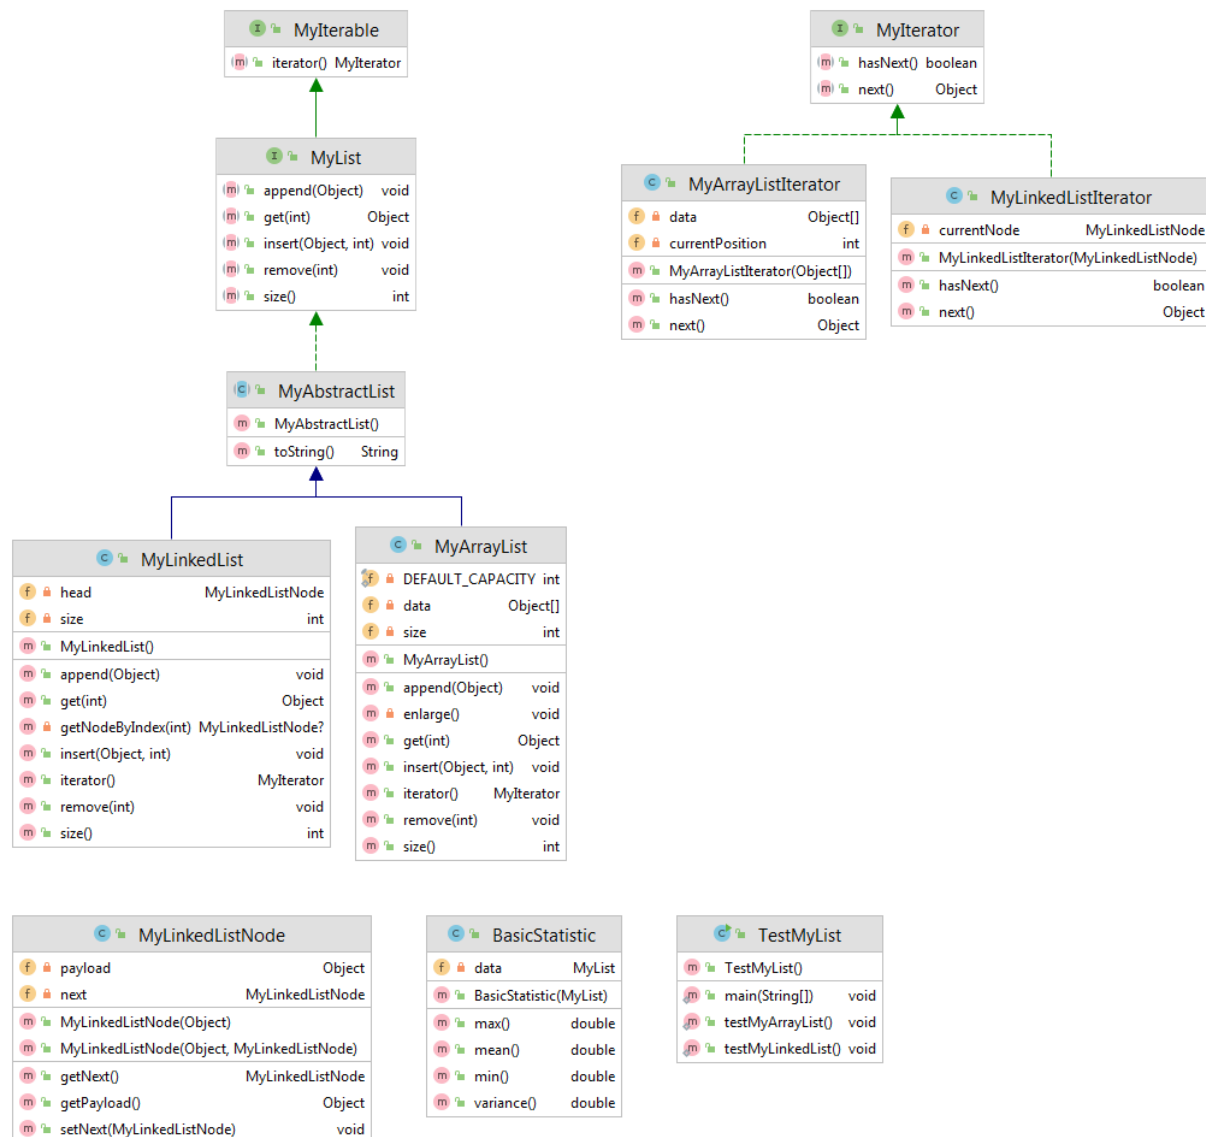 MyIterable
iterator() MyIterator
MyIterator
hasNext() boolean
next() Object
MyList
append(Object) void
get(int) Object
insert(Object, int) void
remove(int) void
size() int
MyArrayListIterator
data Object[]
currentPosition int
MyArrayListIterator(Object[])
hasNext() boolean
next() Object
MyLinkedListIterator
currentNode MyLinkedListNode
MyLinkedListIterator(MyLinkedListNode)
hasNext() boolean
next() Object
MyAbstractList
MyAbstractList()
toString() String
MyLinkedList
head MyLinkedListNode
size int
MyLinkedList()
append(Object) void
get(int) Object
getNodeByIndex(int) MyLinkedListNode?
insert(Object, int) void
iterator() MyIterator
remove(int) void
size() int
MyArrayList
DEFAULT_CAPACITY int
data Object[]
size int
MyArrayList()
append(Object) void
enlarge() void
get(int) Object
insert(Object, int) void
iterator() MyIterator
remove(int) void
size() int
MyLinkedListNode
payload Object
next MyLinkedListNode
MyLinkedListNode(Object)
MyLinkedListNode(Object, MyLinkedListNode)
getNext() MyLinkedListNode
getPayload() Object
setNext(MyLinkedListNode) void
BasicStatistic
data MyList
BasicStatistic(MyList)
max() double
mean() double
min() double
variance() double
TestMyList
TestMyList()
main(String[]) void
testMyArrayList() void
testMyLinkedList() void